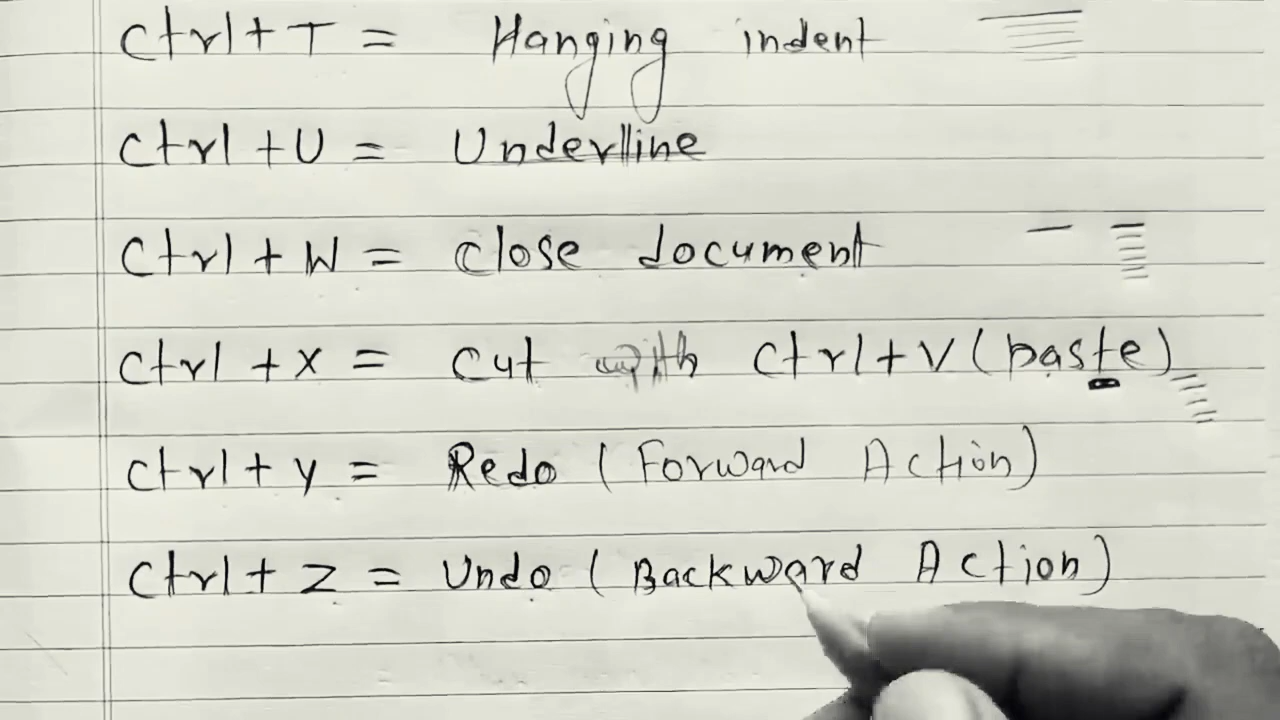 Ctrl + T = Hanging indent
Ctrl + U = Underline
Ctrl + W = Close document
Ctrl + X = Cut with Ctrl + V (paste)
Ctrl + y = Redo (Forward Action)
Ctrl + Z = Undo (Backward Action)